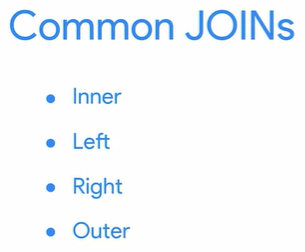 Common JOINs
• Inner
• Left
• Right
• Outer